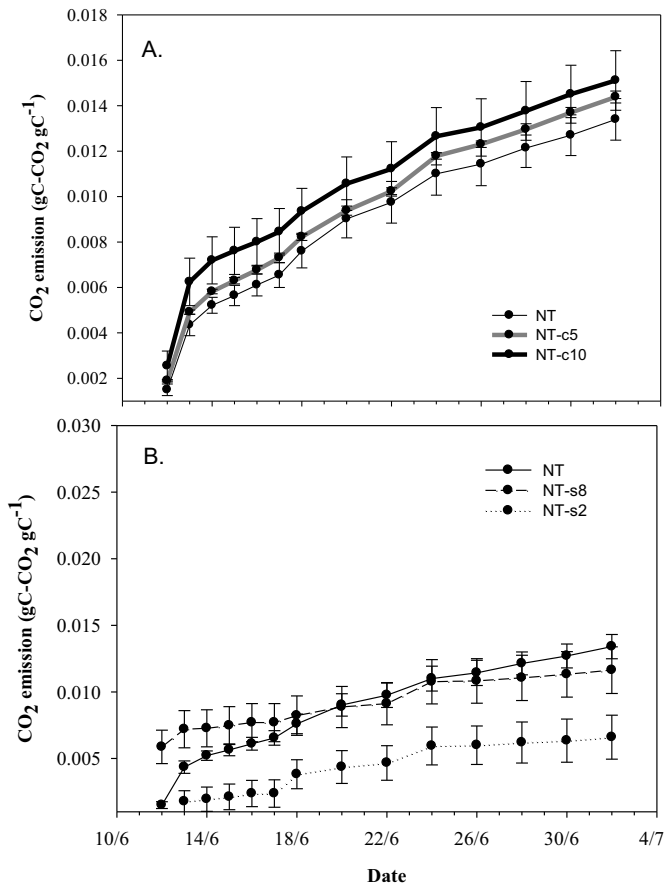 A.
CO2 emission (gC-CO2 gC-1)
0.018
0.016
0.014
0.012
0.010
0.008
0.006
0.004
0.002
NT
NT-c5
NT-c10
B.
CO2 emission (gC-CO2 gC-1)
0.030
0.025
0.020
0.015
0.010
0.005
NT
NT-s8
NT-s2
10/6 14/6 18/6 22/6 26/6 30/6 4/7
Date